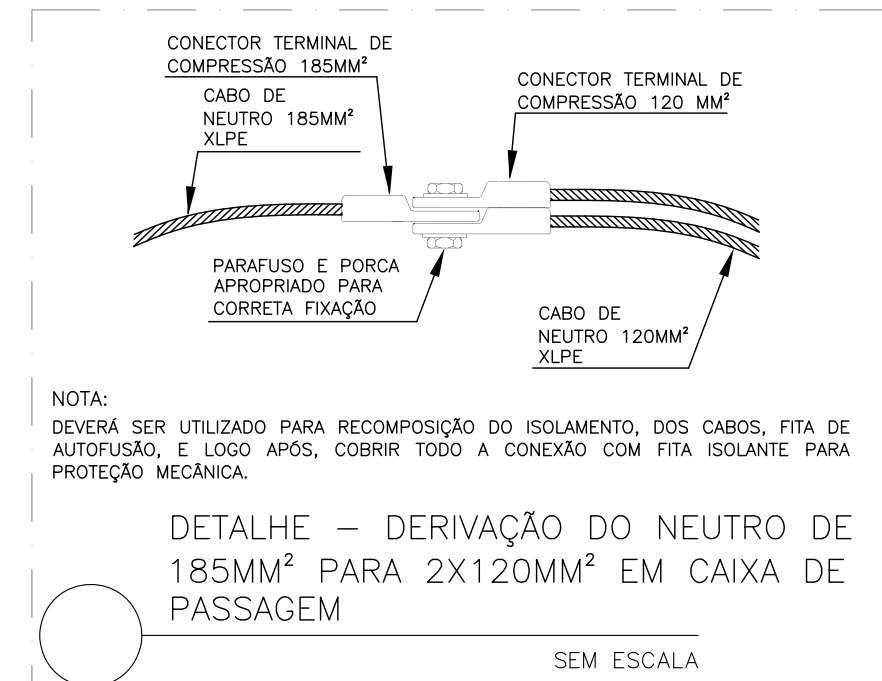 CONECTOR TERMINAL DE
COMPRESSÃO 185MM²
CABO DE
NEUTRO 185MM²
XLPE
CONECTOR TERMINAL DE
COMPRESSÃO 120 MM²
PARAFUSO E PORCA
APROPRIADO PARA
CORRETA FIXAÇÃO
CABO DE
NEUTRO 120MM²
XLPE
NOTA:
DEVERÁ SER UTILIZADO PARA RECOMPOSIÇÃO DO ISOLAMENTO, DOS CABOS, FITA DE
AUTOFUSÃO, E LOGO APÓS, COBRIR TODO A CONEXÃO COM FITA ISOLANTE PARA
PROTEÇÃO MECÂNICA.
DETALHE – DERIVAÇÃO DO NEUTRO DE
185MM² PARA 2X120MM² EM CAIXA DE
PASSAGEM
SEM ESCALA